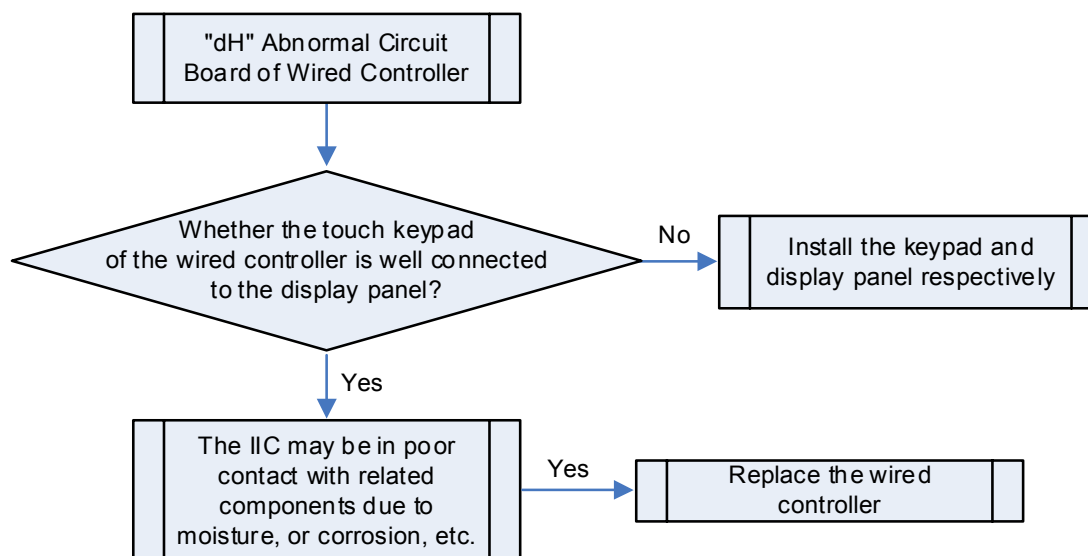 "dH" Abnormal Circuit
Board of Wired Controller
Whether the touch keypad
of the wired controller is well connected
to the display panel?
No
Install the keypad and
display panel respectively
Yes
The IIC may be in poor
contact with related
components due to
moisture, or corrosion, etc.
Yes
Replace the wired
controller